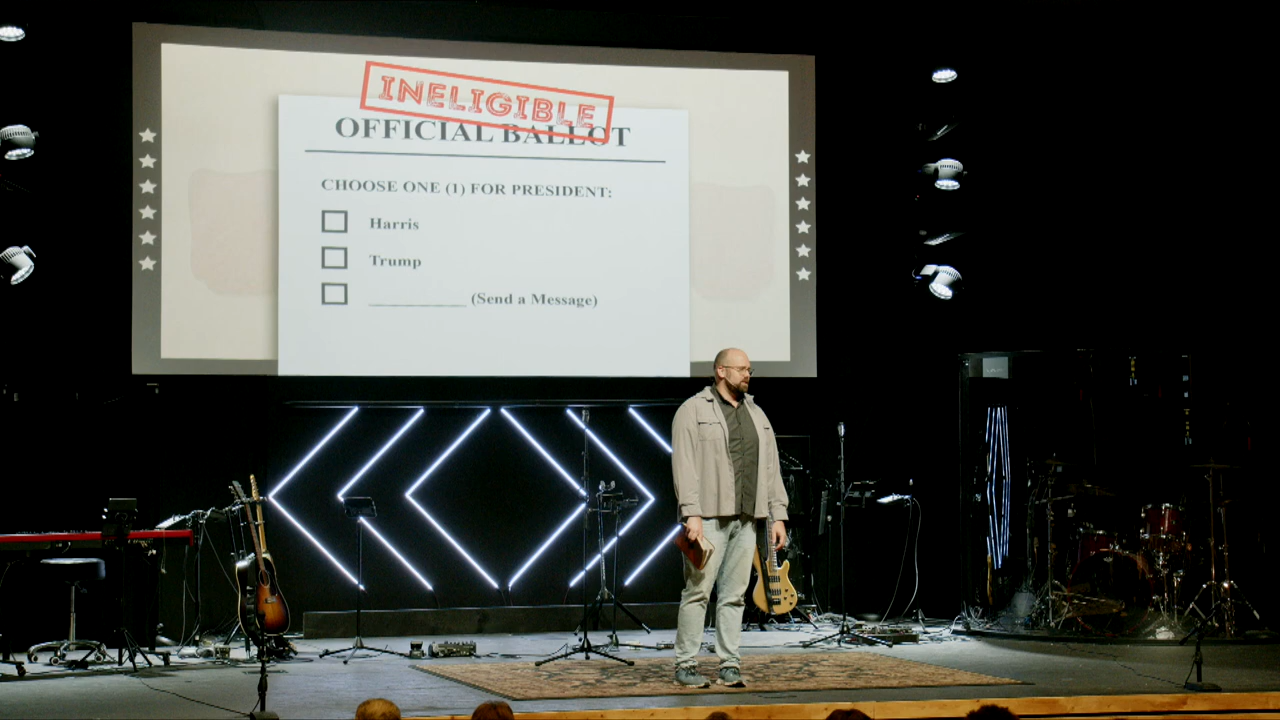 INELIGIBLE
OFFICIAL BALLOT
CHOOSE ONE (1) FOR PRESIDENT:
Harris
Trump
__________ (Send a Message)